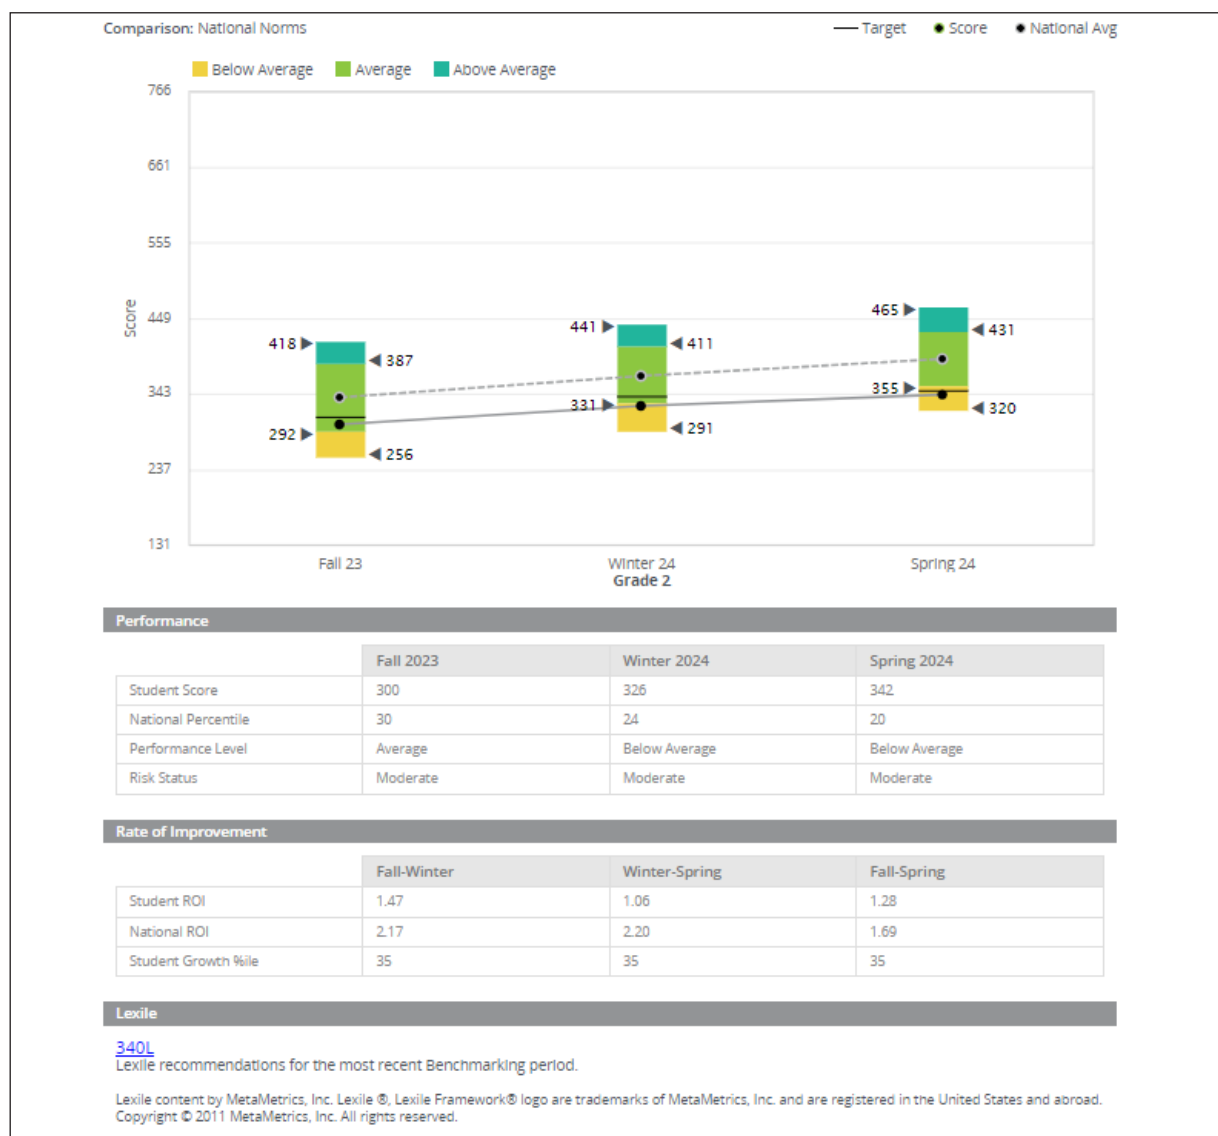 Comparison: National Norms
Target Score National Avg
Below Average Average Above Average
766
661
555
449
343
237
131
Score
418 387
292 256
441 411
331 291
465 431
355 320
Fall 23 Winter 24 Spring 24
Grade 2
Performance
Fall 2023 Winter 2024 Spring 2024
Student Score 300 326 342
National Percentile 30 24 20
Performance Level Average Below Average Below Average
Risk Status Moderate Moderate Moderate
Rate of Improvement
Fall-Winter Winter-Spring Fall-Spring
Student ROI 1.47 1.06 1.28
National ROI 2.17 2.20 1.69
Student Growth %ile 35 35 35
Lexile
340L
Lexile recommendations for the most recent Benchmarking period.
Lexile content by MetaMetrics, Inc. Lexile ®, Lexile Framework® logo are trademarks of MetaMetrics, Inc. and are registered in the United States and abroad.
Copyright © 2011 MetaMetrics, Inc. All rights reserved.